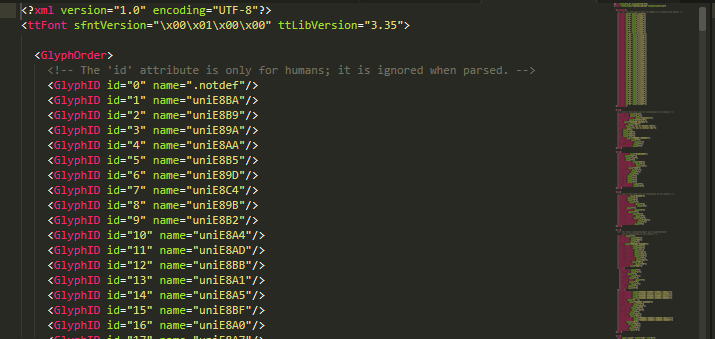 <?xml version="1.0" encoding="UTF-8"?>
<ttFont sfntVersion="\x00\x01\x00\x00" ttLibVersion="3.35">
<GlyphOrder>
<!-- The 'id' attribute is only for humans; it is ignored when parsed. -->
<GlyphID id="0" name=".notdef"/>
<GlyphID id="1" name="uniE8BA"/>
<GlyphID id="2" name="uniE8B9"/>
<GlyphID id="3" name="uniE89A"/>
<GlyphID id="4" name="uniE8AA"/>
<GlyphID id="5" name="uniE8B5"/>
<GlyphID id="6" name="uniE89D"/>
<GlyphID id="7" name="uniE8C4"/>
<GlyphID id="8" name="uniE89B"/>
<GlyphID id="9" name="uniE8B2"/>
<GlyphID id="10" name="uniE8A4"/>
<GlyphID id="11" name="uniE8AD"/>
<GlyphID id="12" name="uniE8BB"/>
<GlyphID id="13" name="uniE8A1"/>
<GlyphID id="14" name="uniE8A5"/>
<GlyphID id="15" name="uniE8BF"/>
<GlyphID id="16" name="uniE8A0"/>
<GlyphID id="17" name="uniE8A7"/>